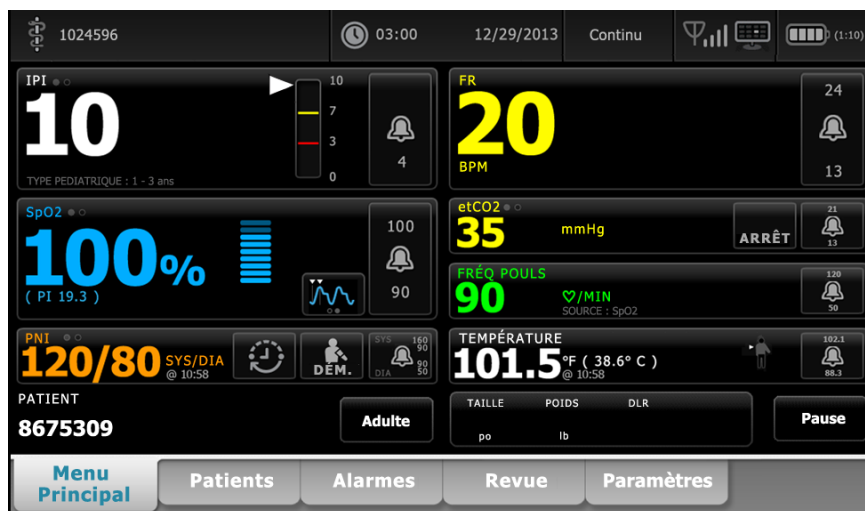 1024596
03:00
12/29/2013
Continu
(1:10)
IPI
10
TYPE PEDIATRIQUE : 1 - 3 ans
10
7
3
0
4
FR
20
BPM
24
13
SpO2
100%
( PI 19.3 )
100
90
etCO2
35
mmHg
ARRÊT
21
13
FRÉQ POULS
90
/MIN
SOURCE : SpO2
120
50
PNI
120/80
SYS/DIA
@ 10:58
DÉM.
SYS 160
90
90
DIA 50
TEMPÉRATURE
101.5
°F ( 38.6° C )
@ 10:58
102.1
88.3
PATIENT
8675309
Adulte
TAILLE POIDS DLR
po lb
Pause
Menu
Principal
Patients
Alarmes
Revue
Paramètres